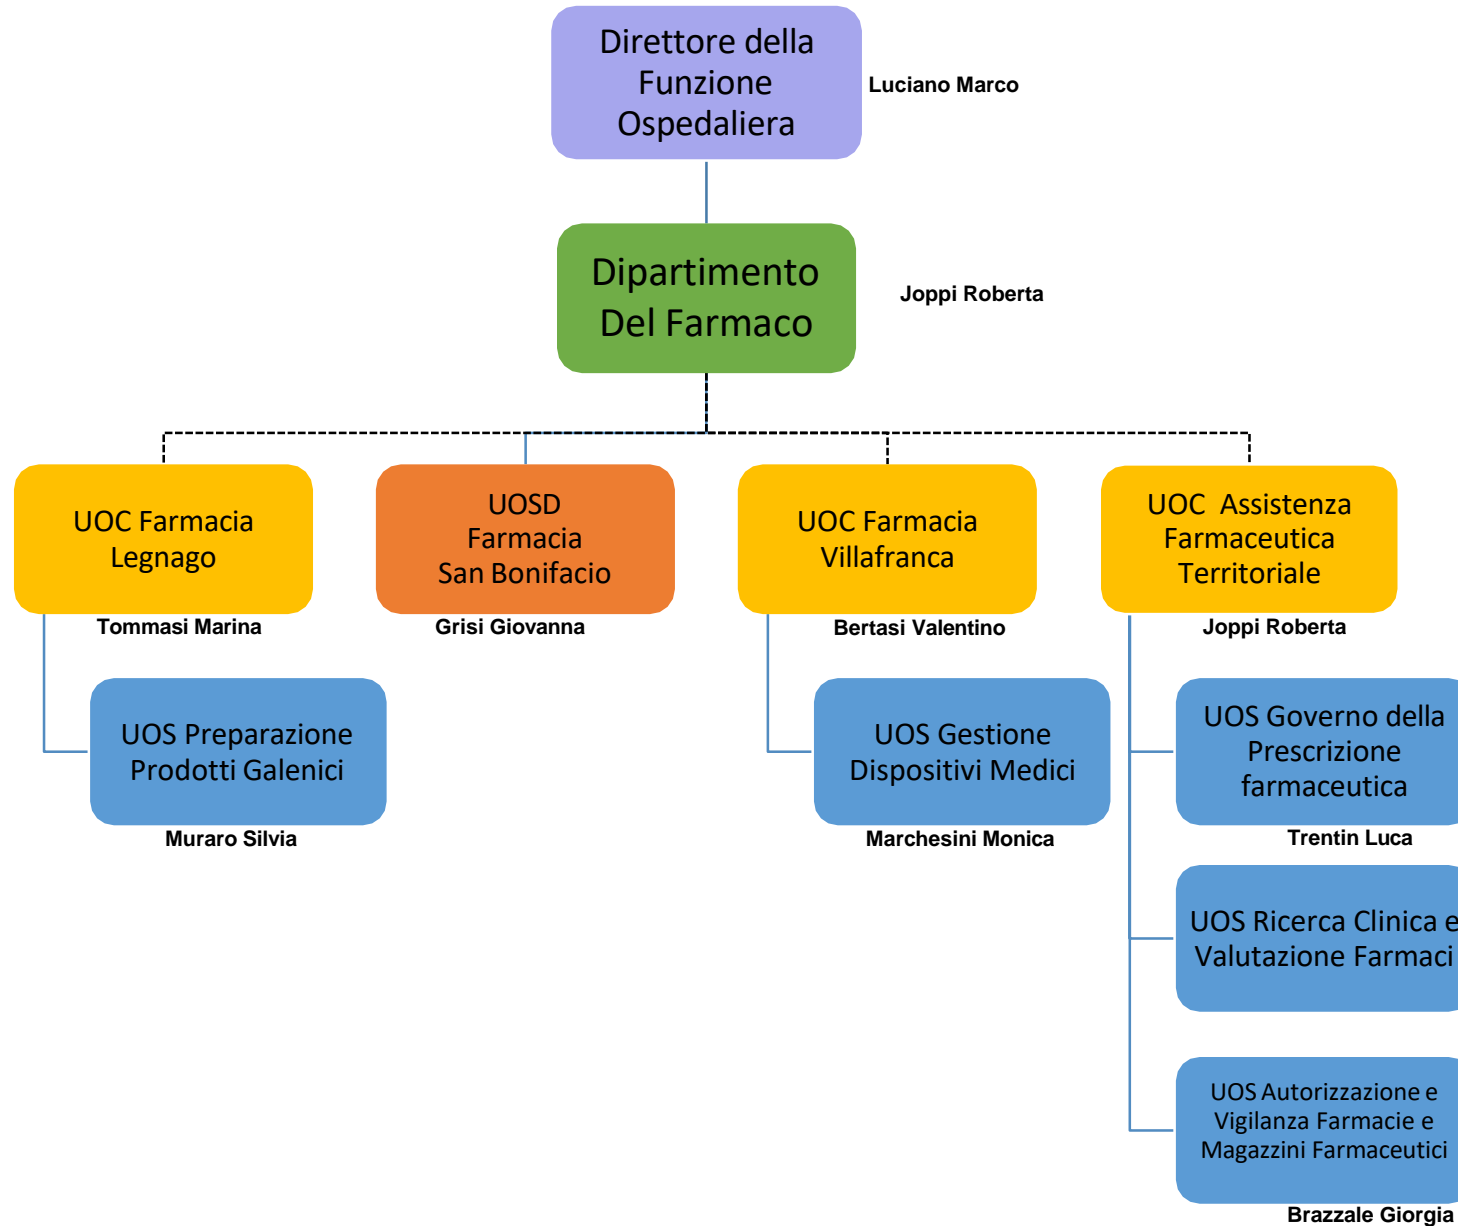 Direttore della
Funzione
Ospedaliera
Luciano Marco
Dipartimento
Del Farmaco
Joppi Roberta
UOC Farmacia
Legnago
Tommasi Marina
UOSD
Farmacia
San Bonifacio
Grisi Giovanna
UOC Farmacia
Villafranca
Bertasi Valentino
UOC Assistenza
Farmaceutica
Territoriale
Joppi Roberta
UOS Preparazione
Prodotti Galenici
Muraro Silvia
UOS Gestione
Dispositivi Medici
Marchesini Monica
UOS Governo della
Prescrizione
farmaceutica
Trentin Luca
UOS Ricerca Clinica e
Valutazione Farmaci
UOS Autorizzazione e
Vigilanza Farmacie e
Magazzini Farmaceutici
Brazzale Giorgia